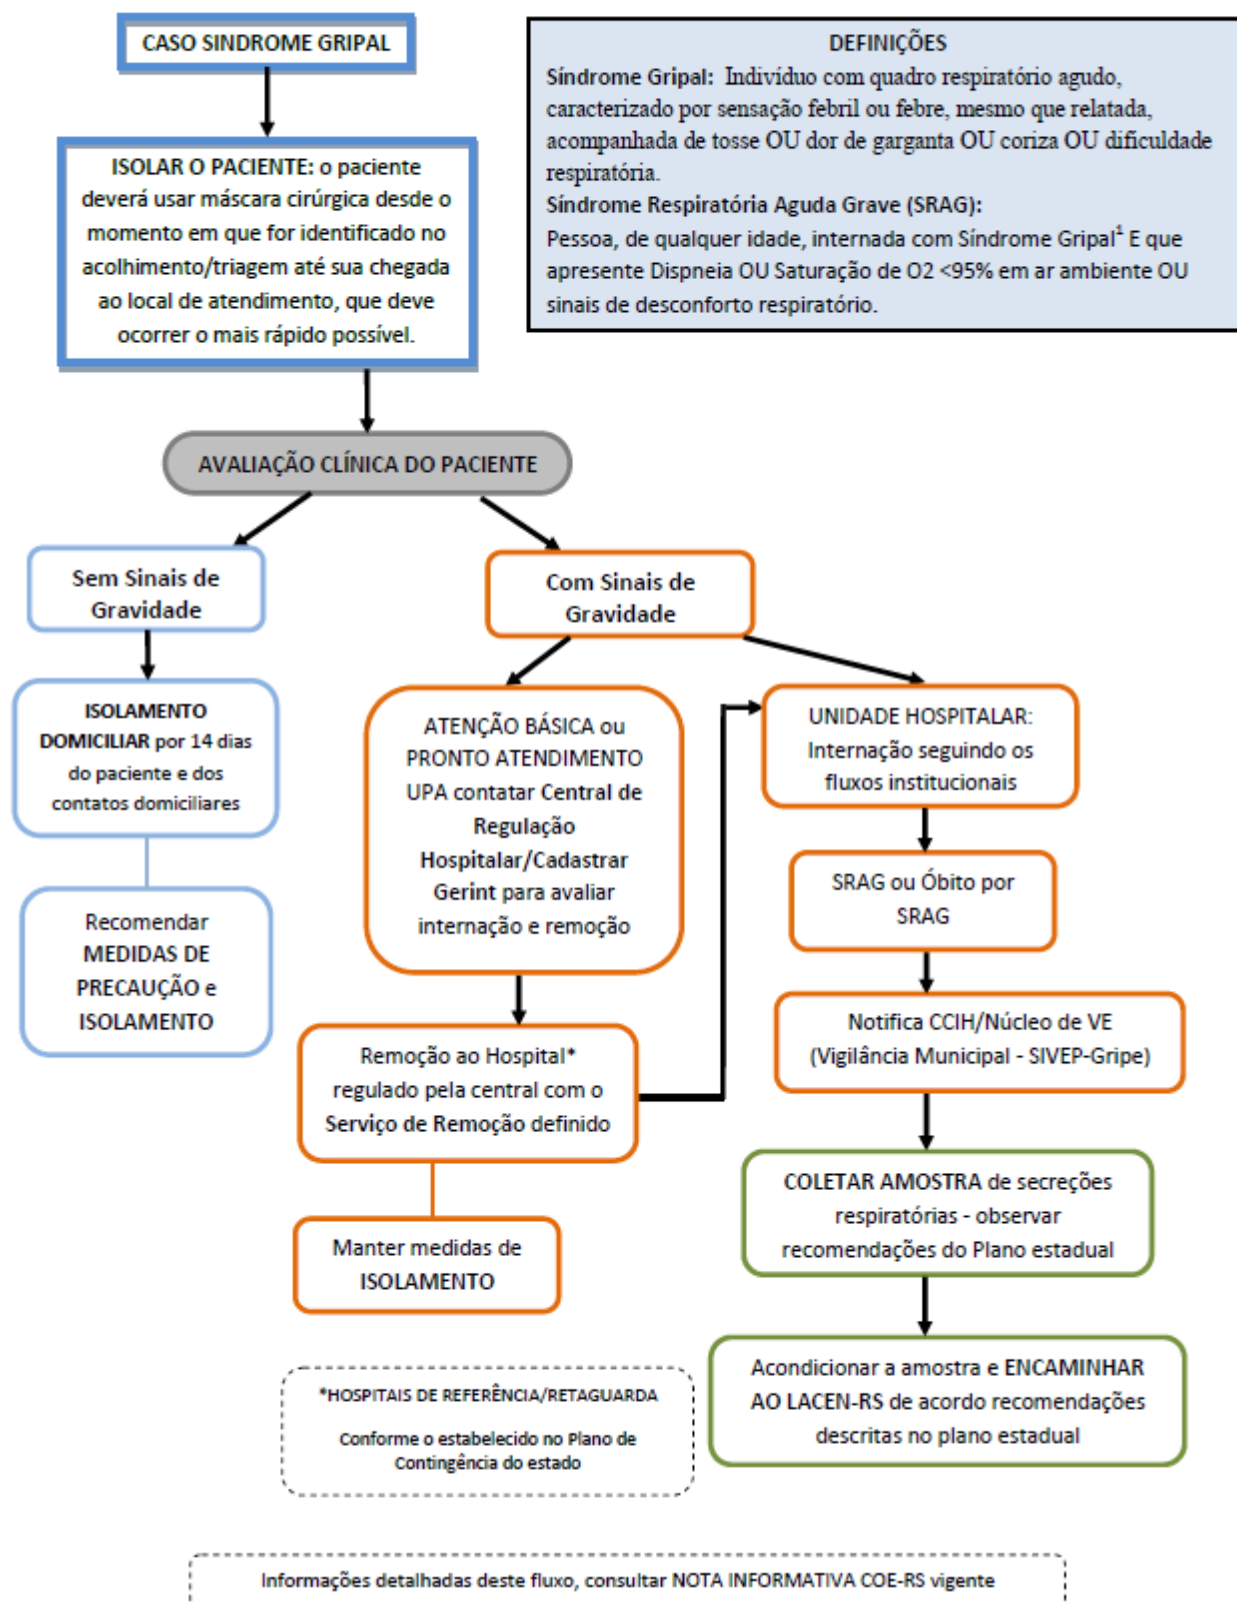 CASO SINDROME GRIPAL
DEFINIÇÕES
Síndrome Gripal: Indivíduo com quadro respiratório agudo,
caracterizado por sensação febril ou febre, mesmo que relatada,
acompanhada de tosse OU dor de garganta OU coriza OU dificuldade
respiratória.
Síndrome Respiratória Aguda Grave (SRAG):
Pessoa, de qualquer idade, internada com Síndrome Gripal¹ E que
apresente Dispneia OU Saturação de O2 <95% em ar ambiente OU
sinais de desconforto respiratório.
ISOLAR O PACIENTE: o paciente
deverá usar máscara cirúrgica desde o
momento em que for identificado no
acolhimento/triagem até sua chegada
ao local de atendimento, que deve
ocorrer o mais rápido possível.
AVALIAÇÃO CLÍNICA DO PACIENTE
Sem Sinais de
Gravidade
Com Sinais de
Gravidade
ISOLAMENTO
DOMICILIAR por 14 dias
do paciente e dos
contatos domiciliares
Recomendar
MEDIDAS DE
PRECAUÇÃO e
ISOLAMENTO
ATENÇÃO BÁSICA ou
PRONTO ATENDIMENTO
UPA contatar Central de
Regulação
Hospitalar/Cadastrar
Gerint para avaliar
internação e remoção
Remoção ao Hospital*
regulado pela central com o
Serviço de Remoção definido
Manter medidas de
ISOLAMENTO
UNIDADE HOSPITALAR:
Internação seguindo os
fluxos institucionais
SRAG ou Óbito por
SRAG
Notifica CCIH/Núcleo de VE
(Vigilância Municipal - SIVEP-Gripe)
COLETAR AMOSTRA de secreções
respiratórias - observar
recomendações do Plano estadual
Acondicionar a amostra e ENCAMINHAR
AO LACEN-RS de acordo recomendações
descritas no plano estadual
*HOSPITAIS DE REFERÊNCIA/RETAGUARDA
Conforme o estabelecido no Plano de
Contingência do estado
Informações detalhadas deste fluxo, consultar NOTA INFORMATIVA COE-RS vigente